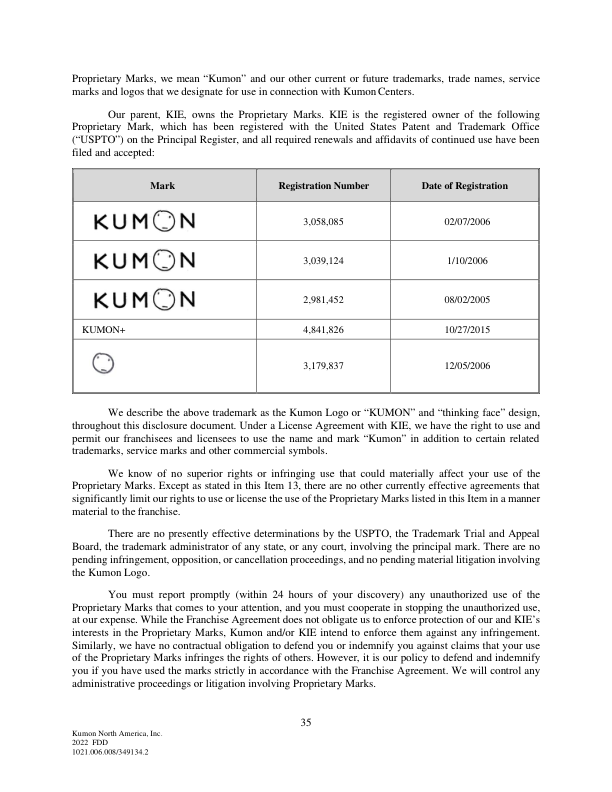 Proprietary Marks, we mean “Kumon” and our other current or future trademarks, trade names, service
marks and logos that we designate for use in connection with Kumon Centers.
Our parent, KIE, owns the Proprietary Marks. KIE is the registered owner of the following
Proprietary Mark, which has been registered with the United States Patent and Trademark Office
(“USPTO”) on the Principal Register, and all required renewals and affidavits of continued use have been
filed and accepted:
Mark Registration Number Date of Registration
KUMON 3,058,085 02/07/2006
KUMON 3,039,124 1/10/2006
KUMON 2,981,452 08/02/2005
KUMON+ 4,841,826 10/27/2015
3,179,837 12/05/2006
We describe the above trademark as the Kumon Logo or “KUMON” and “thinking face” design,
throughout this disclosure document. Under a License Agreement with KIE, we have the right to use and
permit our franchisees and licensees to use the name and mark “Kumon” in addition to certain related
trademarks, service marks and other commercial symbols.
We know of no superior rights or infringing use that could materially affect your use of the
Proprietary Marks. Except as stated in this Item 13, there are no other currently effective agreements that
significantly limit our rights to use or license the use of the Proprietary Marks listed in this Item in a manner
material to the franchise.
There are no presently effective determinations by the USPTO, the Trademark Trial and Appeal
Board, the trademark administrator of any state, or any court, involving the principal mark. There are no
pending infringement, opposition, or cancellation proceedings, and no pending material litigation involving
the Kumon Logo.
You must report promptly (within 24 hours of your discovery) any unauthorized use of the
Proprietary Marks that comes to your attention, and you must cooperate in stopping the unauthorized use,
at our expense. While the Franchise Agreement does not obligate us to enforce protection of our and KIE’s
interests in the Proprietary Marks, Kumon and/or KIE intend to enforce them against any infringement.
Similarly, we have no contractual obligation to defend you or indemnify you against claims that your use
of the Proprietary Marks infringes the rights of others. However, it is our policy to defend and indemnify
you if you have used the marks strictly in accordance with the Franchise Agreement. We will control any
administrative proceedings or litigation involving Proprietary Marks.
35
Kumon North America, Inc.
2022 FDD
1021.006.008/349134.2